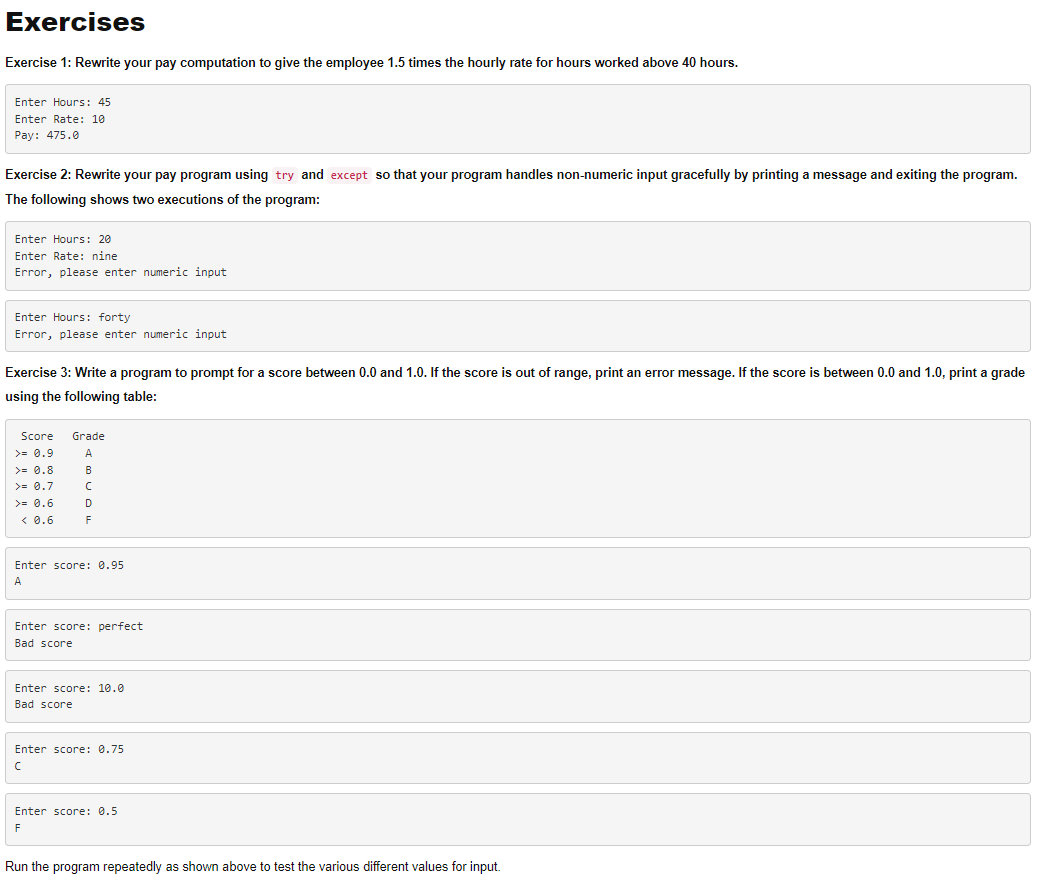 Exercises
Exercise 1: Rewrite your pay computation to give the employee 1.5 times the hourly rate for hours worked above 40 hours.
Enter Hours: 45
Enter Rate: 10
Pay: 475.0
Exercise 2: Rewrite your pay program using try and except so that your program handles non-numeric input gracefully by printing a message and exiting the program.
The following shows two executions of the program:
Enter Hours: 20
Enter Rate: nine
Error, please enter numeric input
Enter Hours: forty
Error, please enter numeric input
Exercise 3: Write a program to prompt for a score between 0.0 and 1.0. If the score is out of range, print an error message. If the score is between 0.0 and 1.0, print a grade
using the following table:
Score Grade
>= 0.9 A
>= 0.8 B
>= 0.7 C
>= 0.6 D
< 0.6 F
Enter score: 0.95
A
Enter score: perfect
Bad score
Enter score: 10.0
Bad score
Enter score: 0.75
C
Enter score: 0.5
F
Run the program repeatedly as shown above to test the various different values for input.